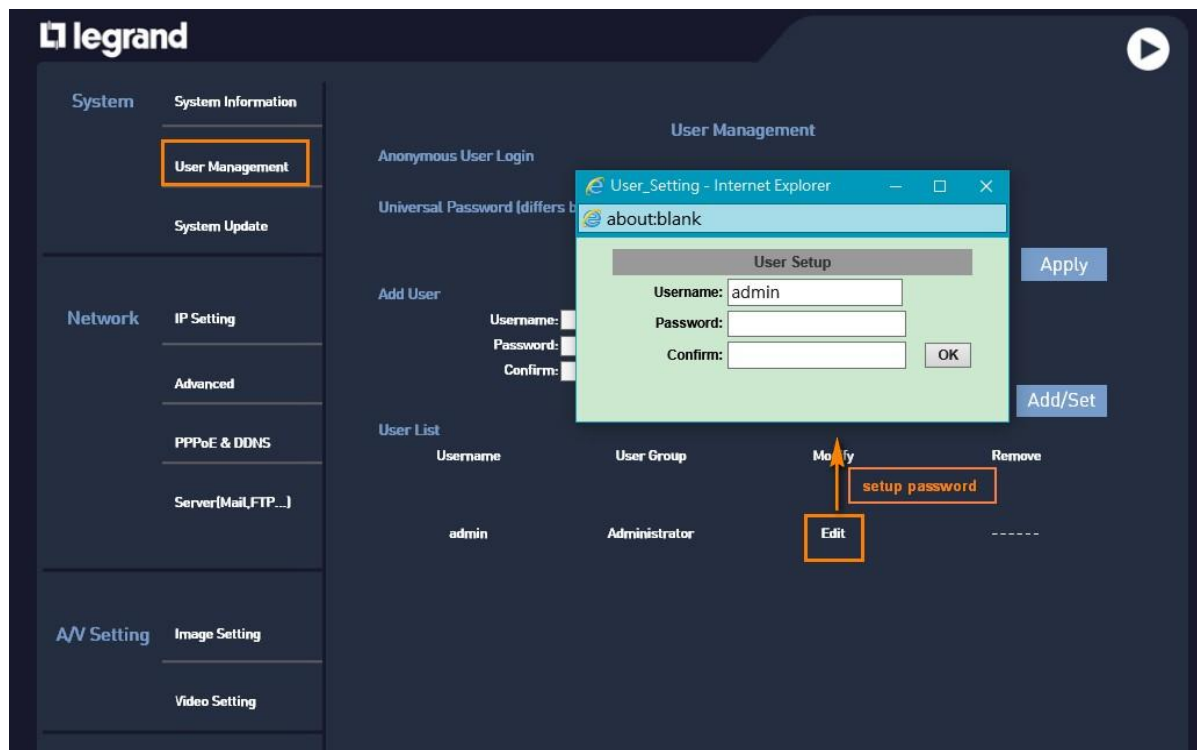 legrand
System
System Information
User Management
System Update
Network
IP Setting
Advanced
PPPoE & DDNS
Server(Mail,FTP...)
A/V Setting
Image Setting
Video Setting
User Management
Anonymous User Login
Universal Password (differs
Apply
Add User
Username:
Password:
Confirm:
Add/Set
User_Setting - Internet Explorer
about:blank
User Setup
Username: admin
Password:
Confirm:
OK
User List
Username User Group Modify Remove
setup password
admin Administrator Edit ------